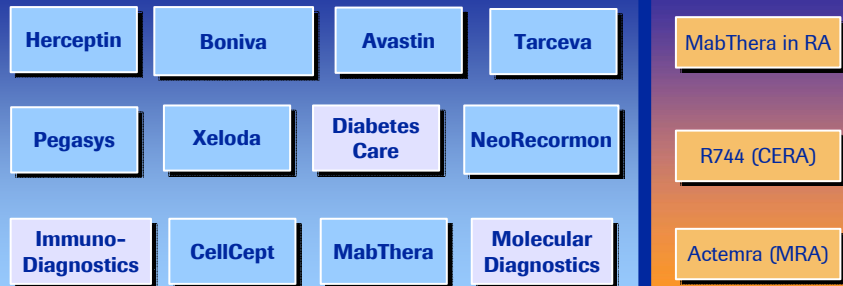 Herceptin
Boniva
Avastin
Tarceva
MabThera in RA
Pegasys
Xeloda
Diabetes
Care
NeoRecormon
R744 (CERA)
Immuno-
Diagnostics
CellCept
MabThera
Molecular
Diagnostics
Actemra (MRA)